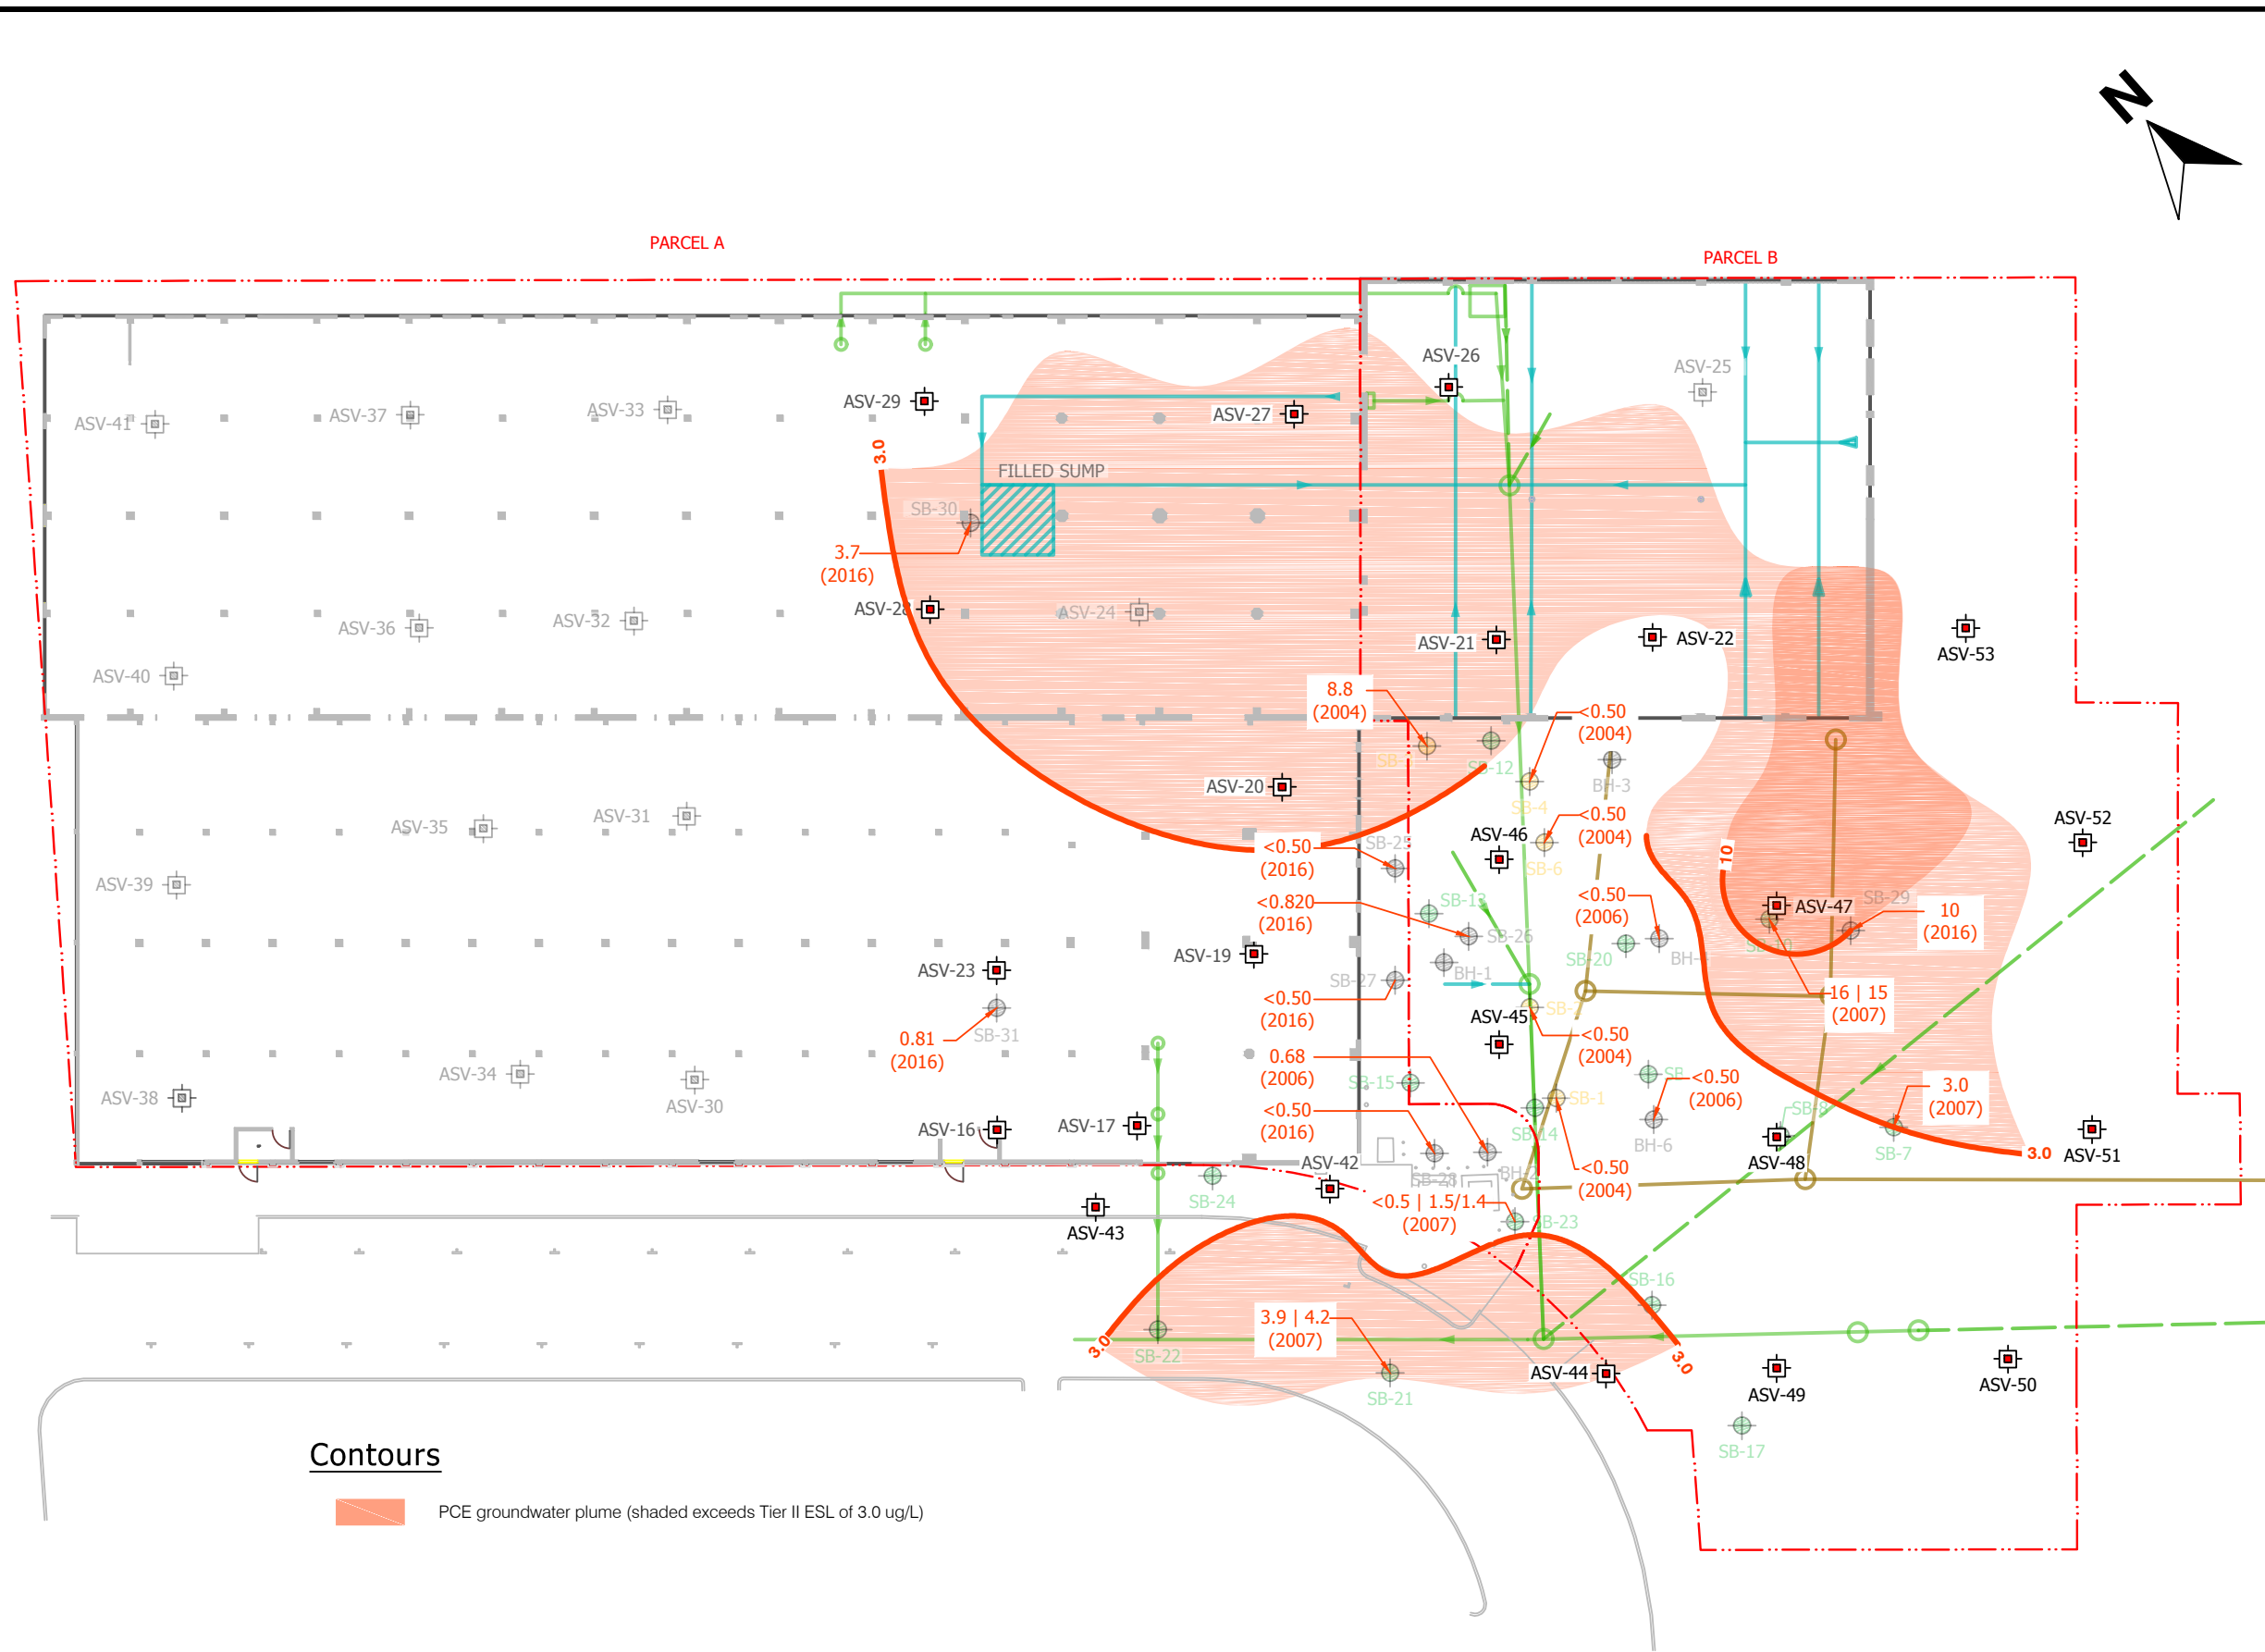 N
PARCEL A
PARCEL B
ASV-26
ASV-25
ASV-29
ASV-27
ASV-33
ASV-37
ASV-41
3.0
FILLED SUMP
SB-30
3.7
(2016)
ASV-28
ASV-24
ASV-32
ASV-36
ASV-40
ASV-21
ASV-22
ASV-53
8.8
(2004)
<0.50
(2004)
SB-12
BH-3
ASV-20
SB-4
ASV-31
ASV-35
ASV-46
<0.50
(2004)
ASV-52
SB-25
<0.50
(2016)
SB-6
10
ASV-39
<0.50
(2006)
ASV-47
SB-29
10
(2016)
<0.820
(2016)
SB-13
SB-26
SB-20
SB-10
ASV-19
ASV-23
SB-27
BH-1
<0.50
(2016)
16 | 15
(2007)
ASV-45
0.81
(2016)
SB-31
<0.50
(2004)
0.68
(2006)
SB-15
<0.50
(2006)
3.0
(2007)
ASV-34
ASV-30
ASV-38
SB-1
SB-8
<0.50
(2016)
SB-14
BH-6
SB-7
ASV-16
ASV-17
ASV-42
ASV-48
3.0
ASV-51
SB-28
BH-2
<0.50
(2004)
SB-24
<0.5 | 1.5/1.4
(2007)
SB-23
ASV-43
SB-16
3.9 | 4.2
(2007)
3.0
SB-22
3.0
ASV-44
SB-21
ASV-49
ASV-50
SB-17
Contours
PCE groundwater plume (shaded exceeds Tier II ESL of 3.0 ug/L)